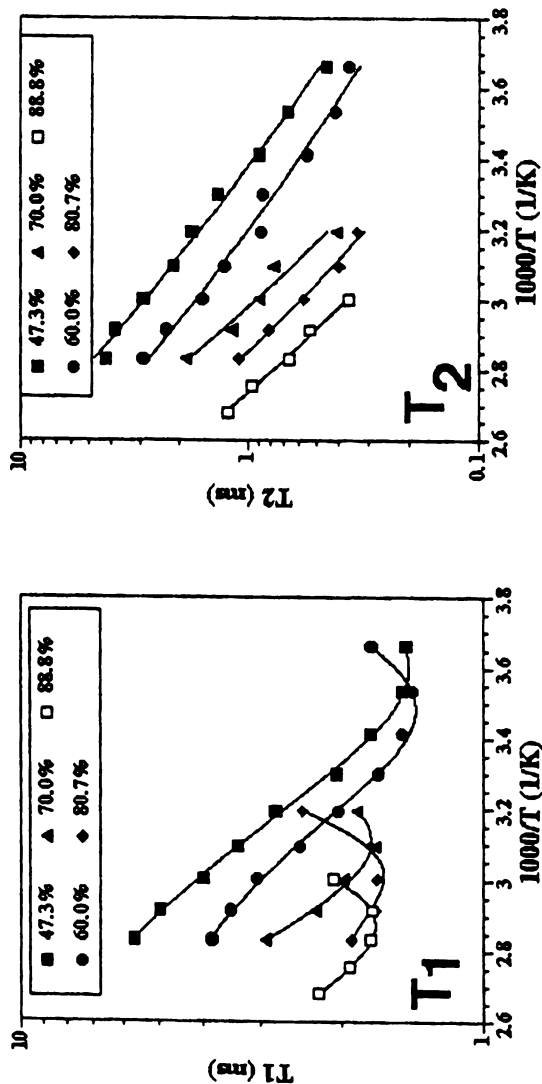 47.3% 70.0% 88.8%
60.0% 80.7%
10
1
T1 (ms)
T1
2.6 2.8 3 3.2 3.4 3.6 3.8
1000/T (1/K)
47.3% 70.0% 88.8%
60.0% 80.7%
10
1
0.1
T2 (ms)
T2
2.6 2.8 3 3.2 3.4 3.6 3.8
1000/T (1/K)